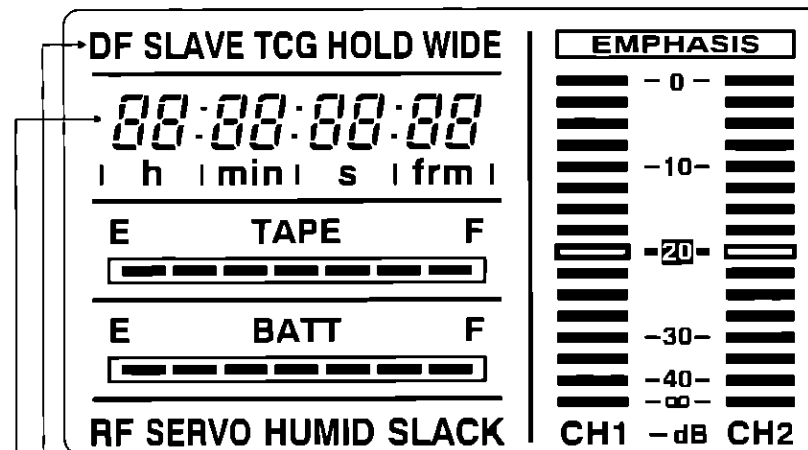 DF SLAVE TCG HOLD WIDE
88:88:88:88
h min s frm
E TAPE F
E BATT F
RF SERVO HUMID SLACK
EMPHASIS
0
-10-
-20-
-30-
-40-
-∞-
CH1 -dB CH2